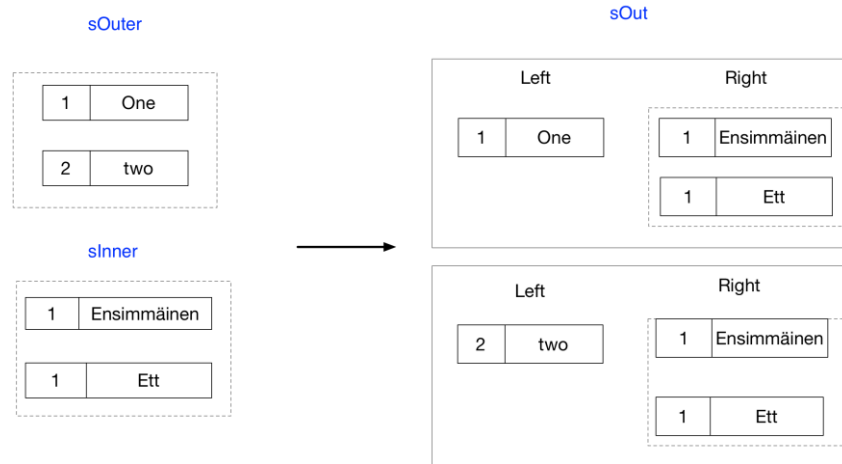 sOuter
1 One
2 two
sInner
1 Ensimmäinen
1 Ett
sOut
Left Right
1 One 1 Ensimmäinen
1 Ett
Left Right
2 two 1 Ensimmäinen
1 Ett